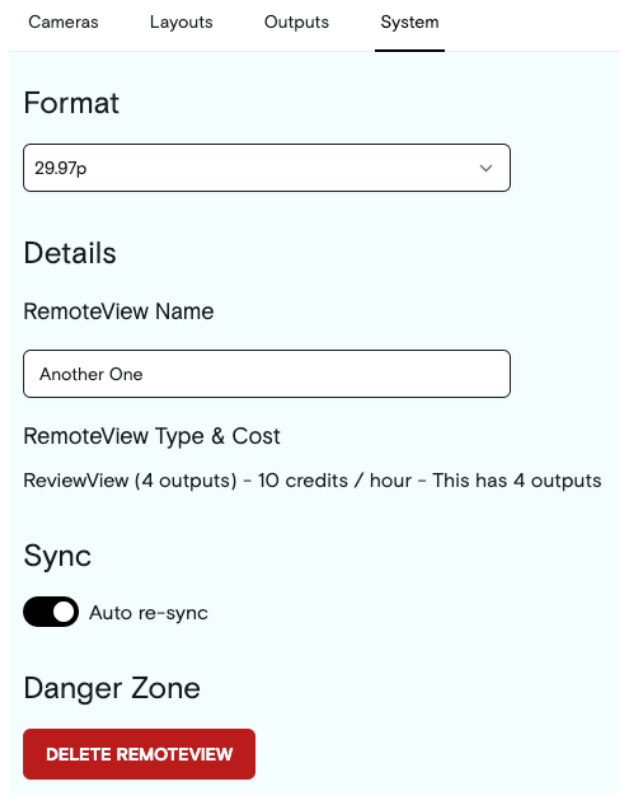 Cameras Layouts Outputs System
Format
29.97p
Details
RemoteView Name
Another One
RemoteView Type & Cost
ReviewView (4 outputs) - 10 credits / hour - This has 4 outputs
Sync
Auto re-sync
Danger Zone
DELETE REMOTEVIEW